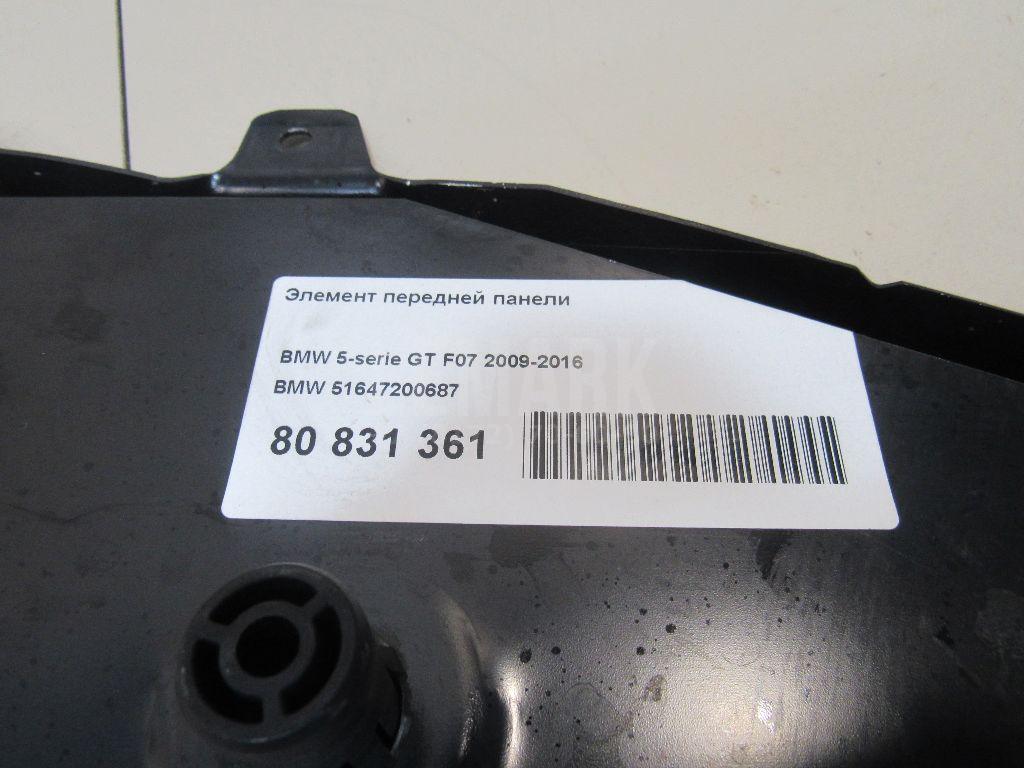 Элемент передней панели
BMW 5-serie GT F07 2009-2016
BMW 51647200687
80 831 361